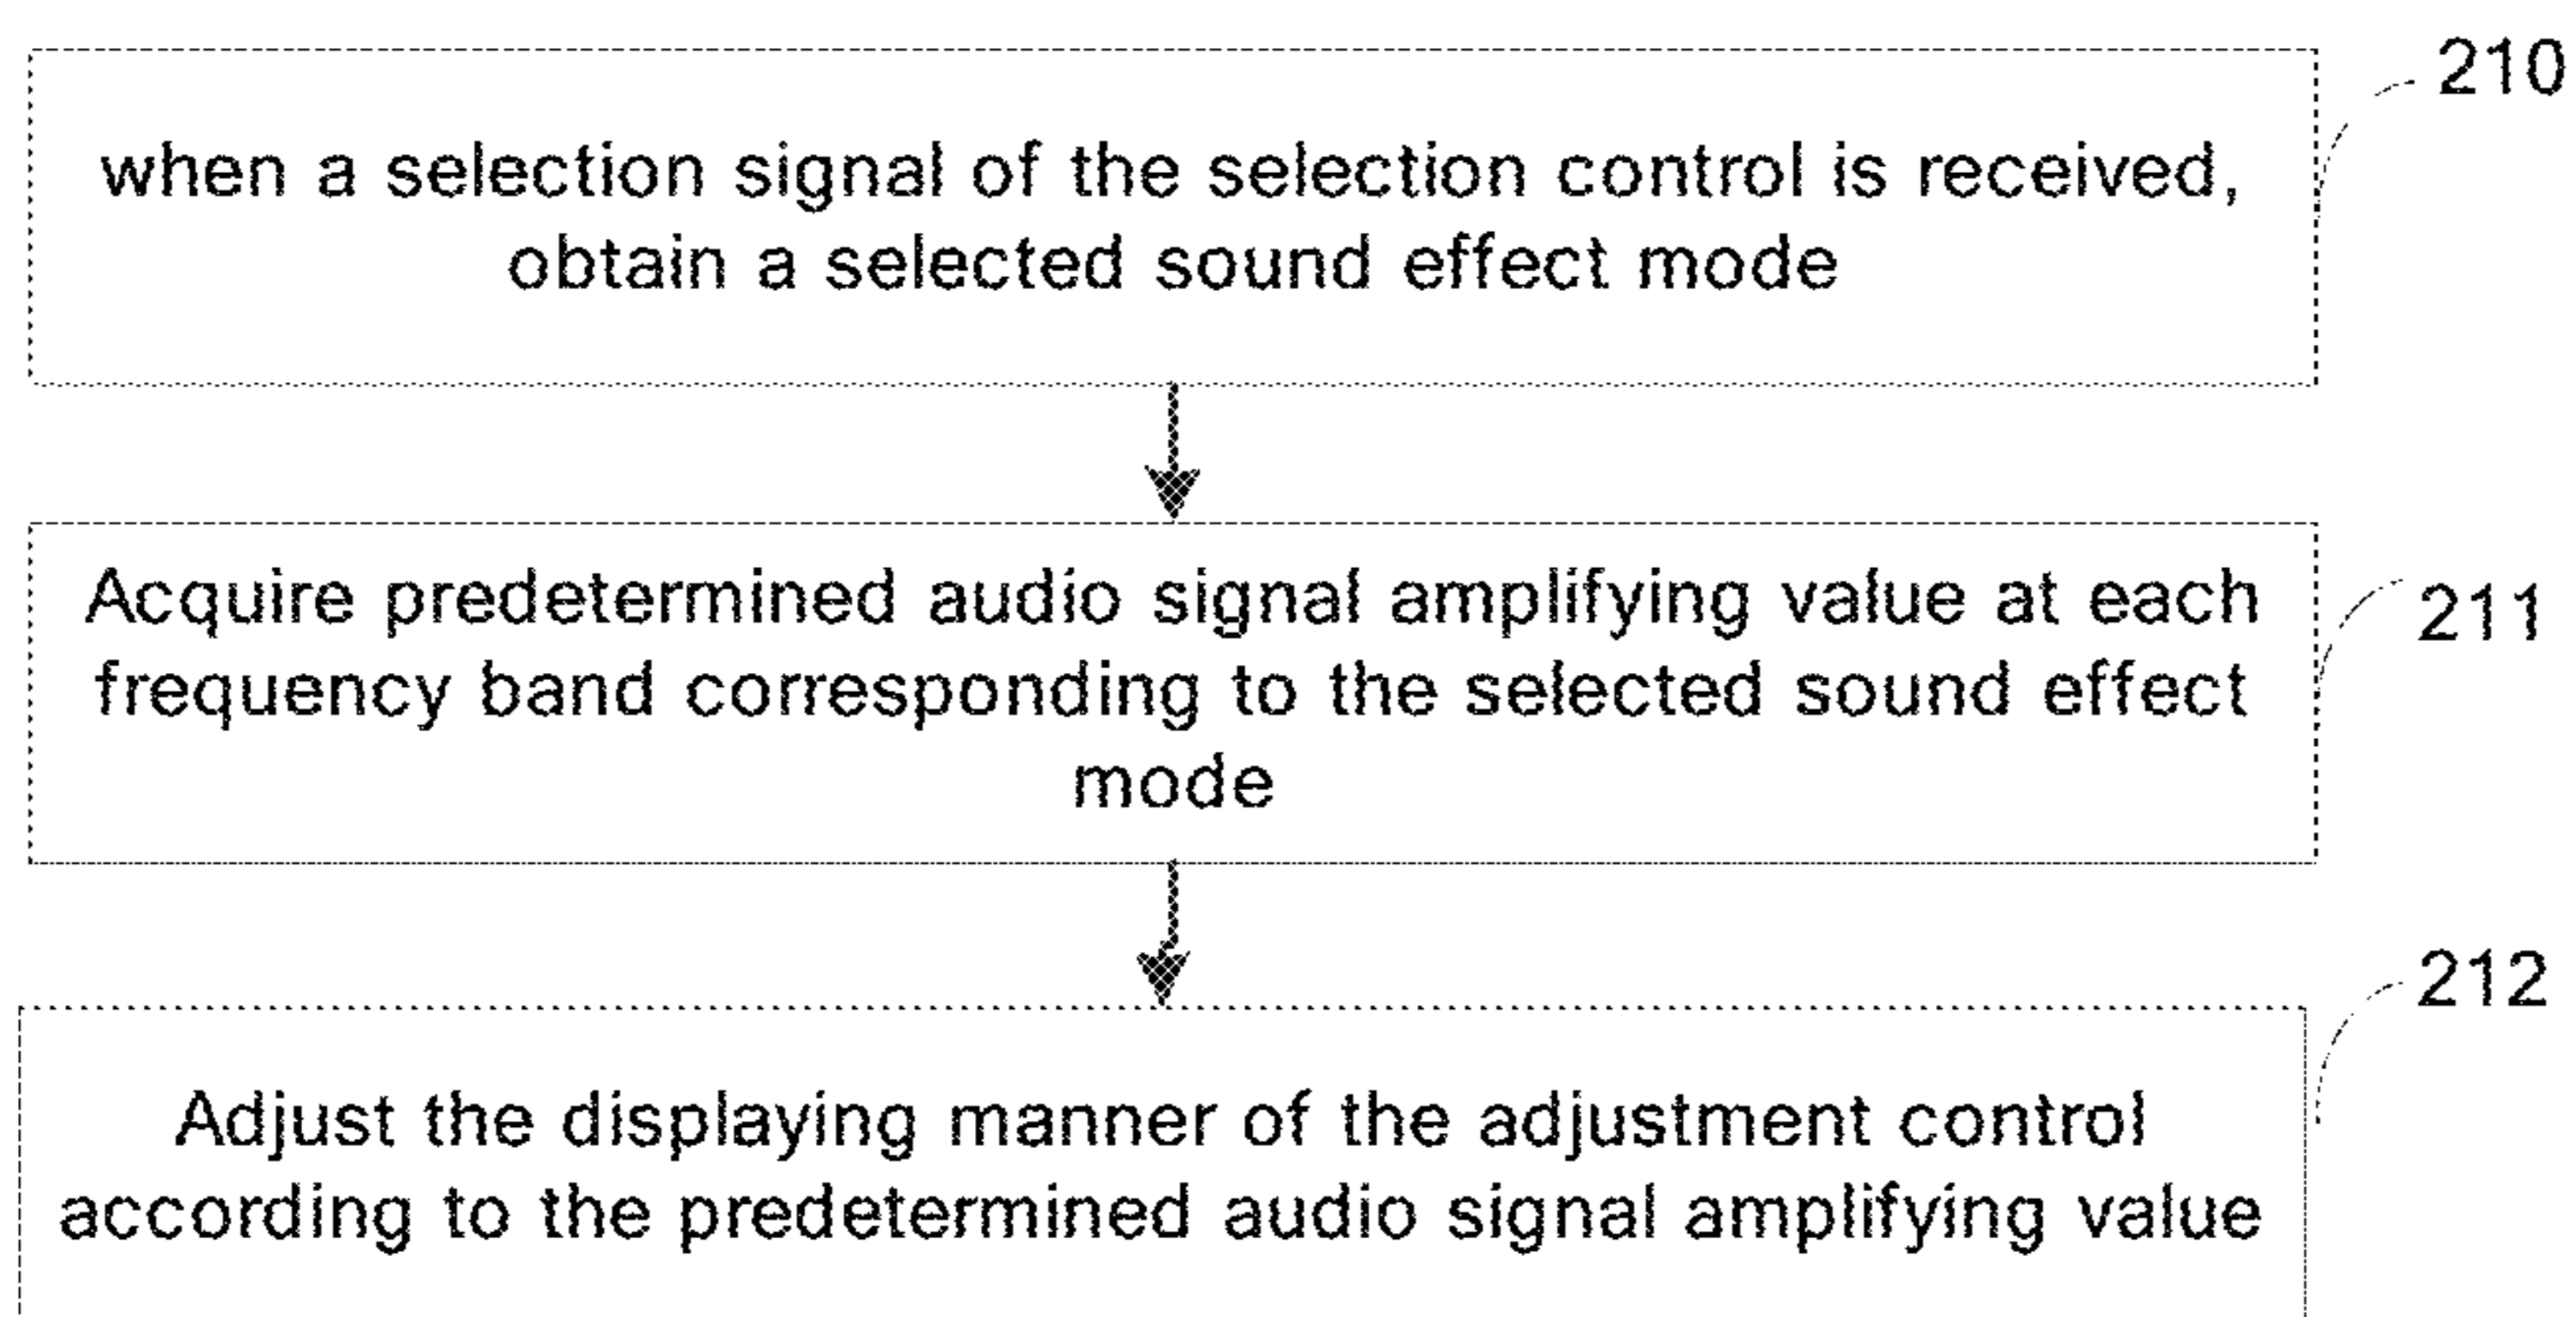 210
when a selection signal of the selection control is received,
obtain a selected sound effect mode
211
Acquire predetermined audio signal amplifying value at each
frequency band corresponding to the selected sound effect
mode
212
Adjust the displaying manner of the adjustment control
according to the predetermined audio signal amplifying value